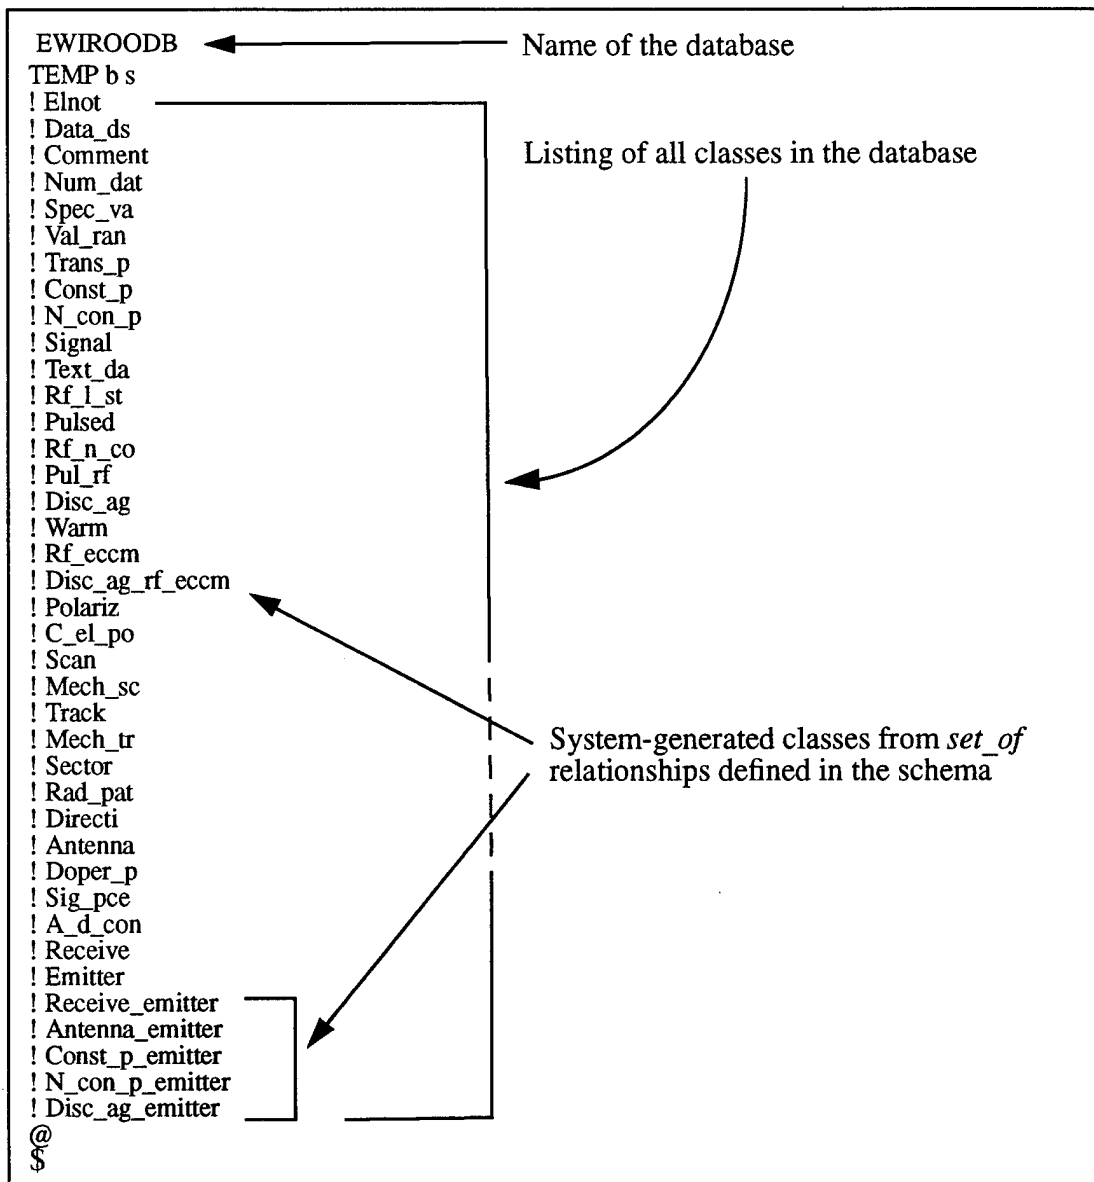 EWIROODB
Name of the database
TEMP b s
! Elnot
! Data_ds
! Comment
Listing of all classes in the database
! Num_dat
! Spec_va
! Val_ran
! Trans_p
! Const_p
! N_con_p
! Signal
! Text_da
! Rf_l_st
! Pulsed
! Rf_n_co
! Pul_rf
! Disc_ag
! Warm
! Rf_eccm
! Disc_ag_rf_eccm
! Polariz
! C_el_po
! Scan
! Mech_sc
! Track
! Mech_tr
System-generated classes from set_of
relationships defined in the schema
! Sector
! Rad_pat
! Directi
! Antenna
! Doper_p
! Sig_pce
! A_d_con
! Receive
! Emitter
! Receive_emitter
! Antenna_emitter
! Const_p_emitter
! N_con_p_emitter
! Disc_ag_emitter
@
$